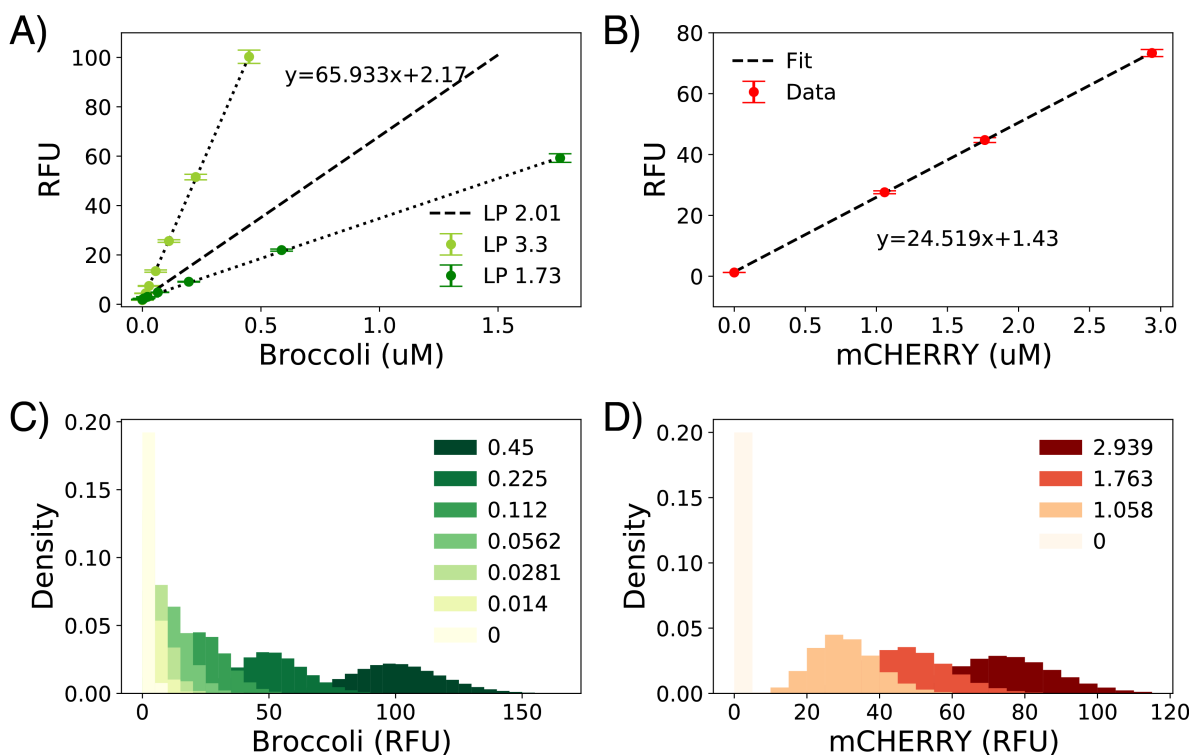 A)
y=65.933x+2.17
LP 2.01
LP 3.3
LP 1.73
RFU
0
20
40
60
80
100
0.0
0.5
1.0
1.5
Broccoli (uM)
B)
Fit
Data
y=24.519x+1.43
RFU
0
20
40
60
80
0.0
0.5
1.0
1.5
2.0
2.5
3.0
mCHERRY (uM)
C)
0.45
0.225
0.112
0.0562
0.0281
0.014
0
Density
0.00
0.05
0.10
0.15
0.20
0
50
100
150
Broccoli (RFU)
D)
2.939
1.763
1.058
0
Density
0.00
0.05
0.10
0.15
0.20
0
20
40
60
80
100
120
mCHERRY (RFU)